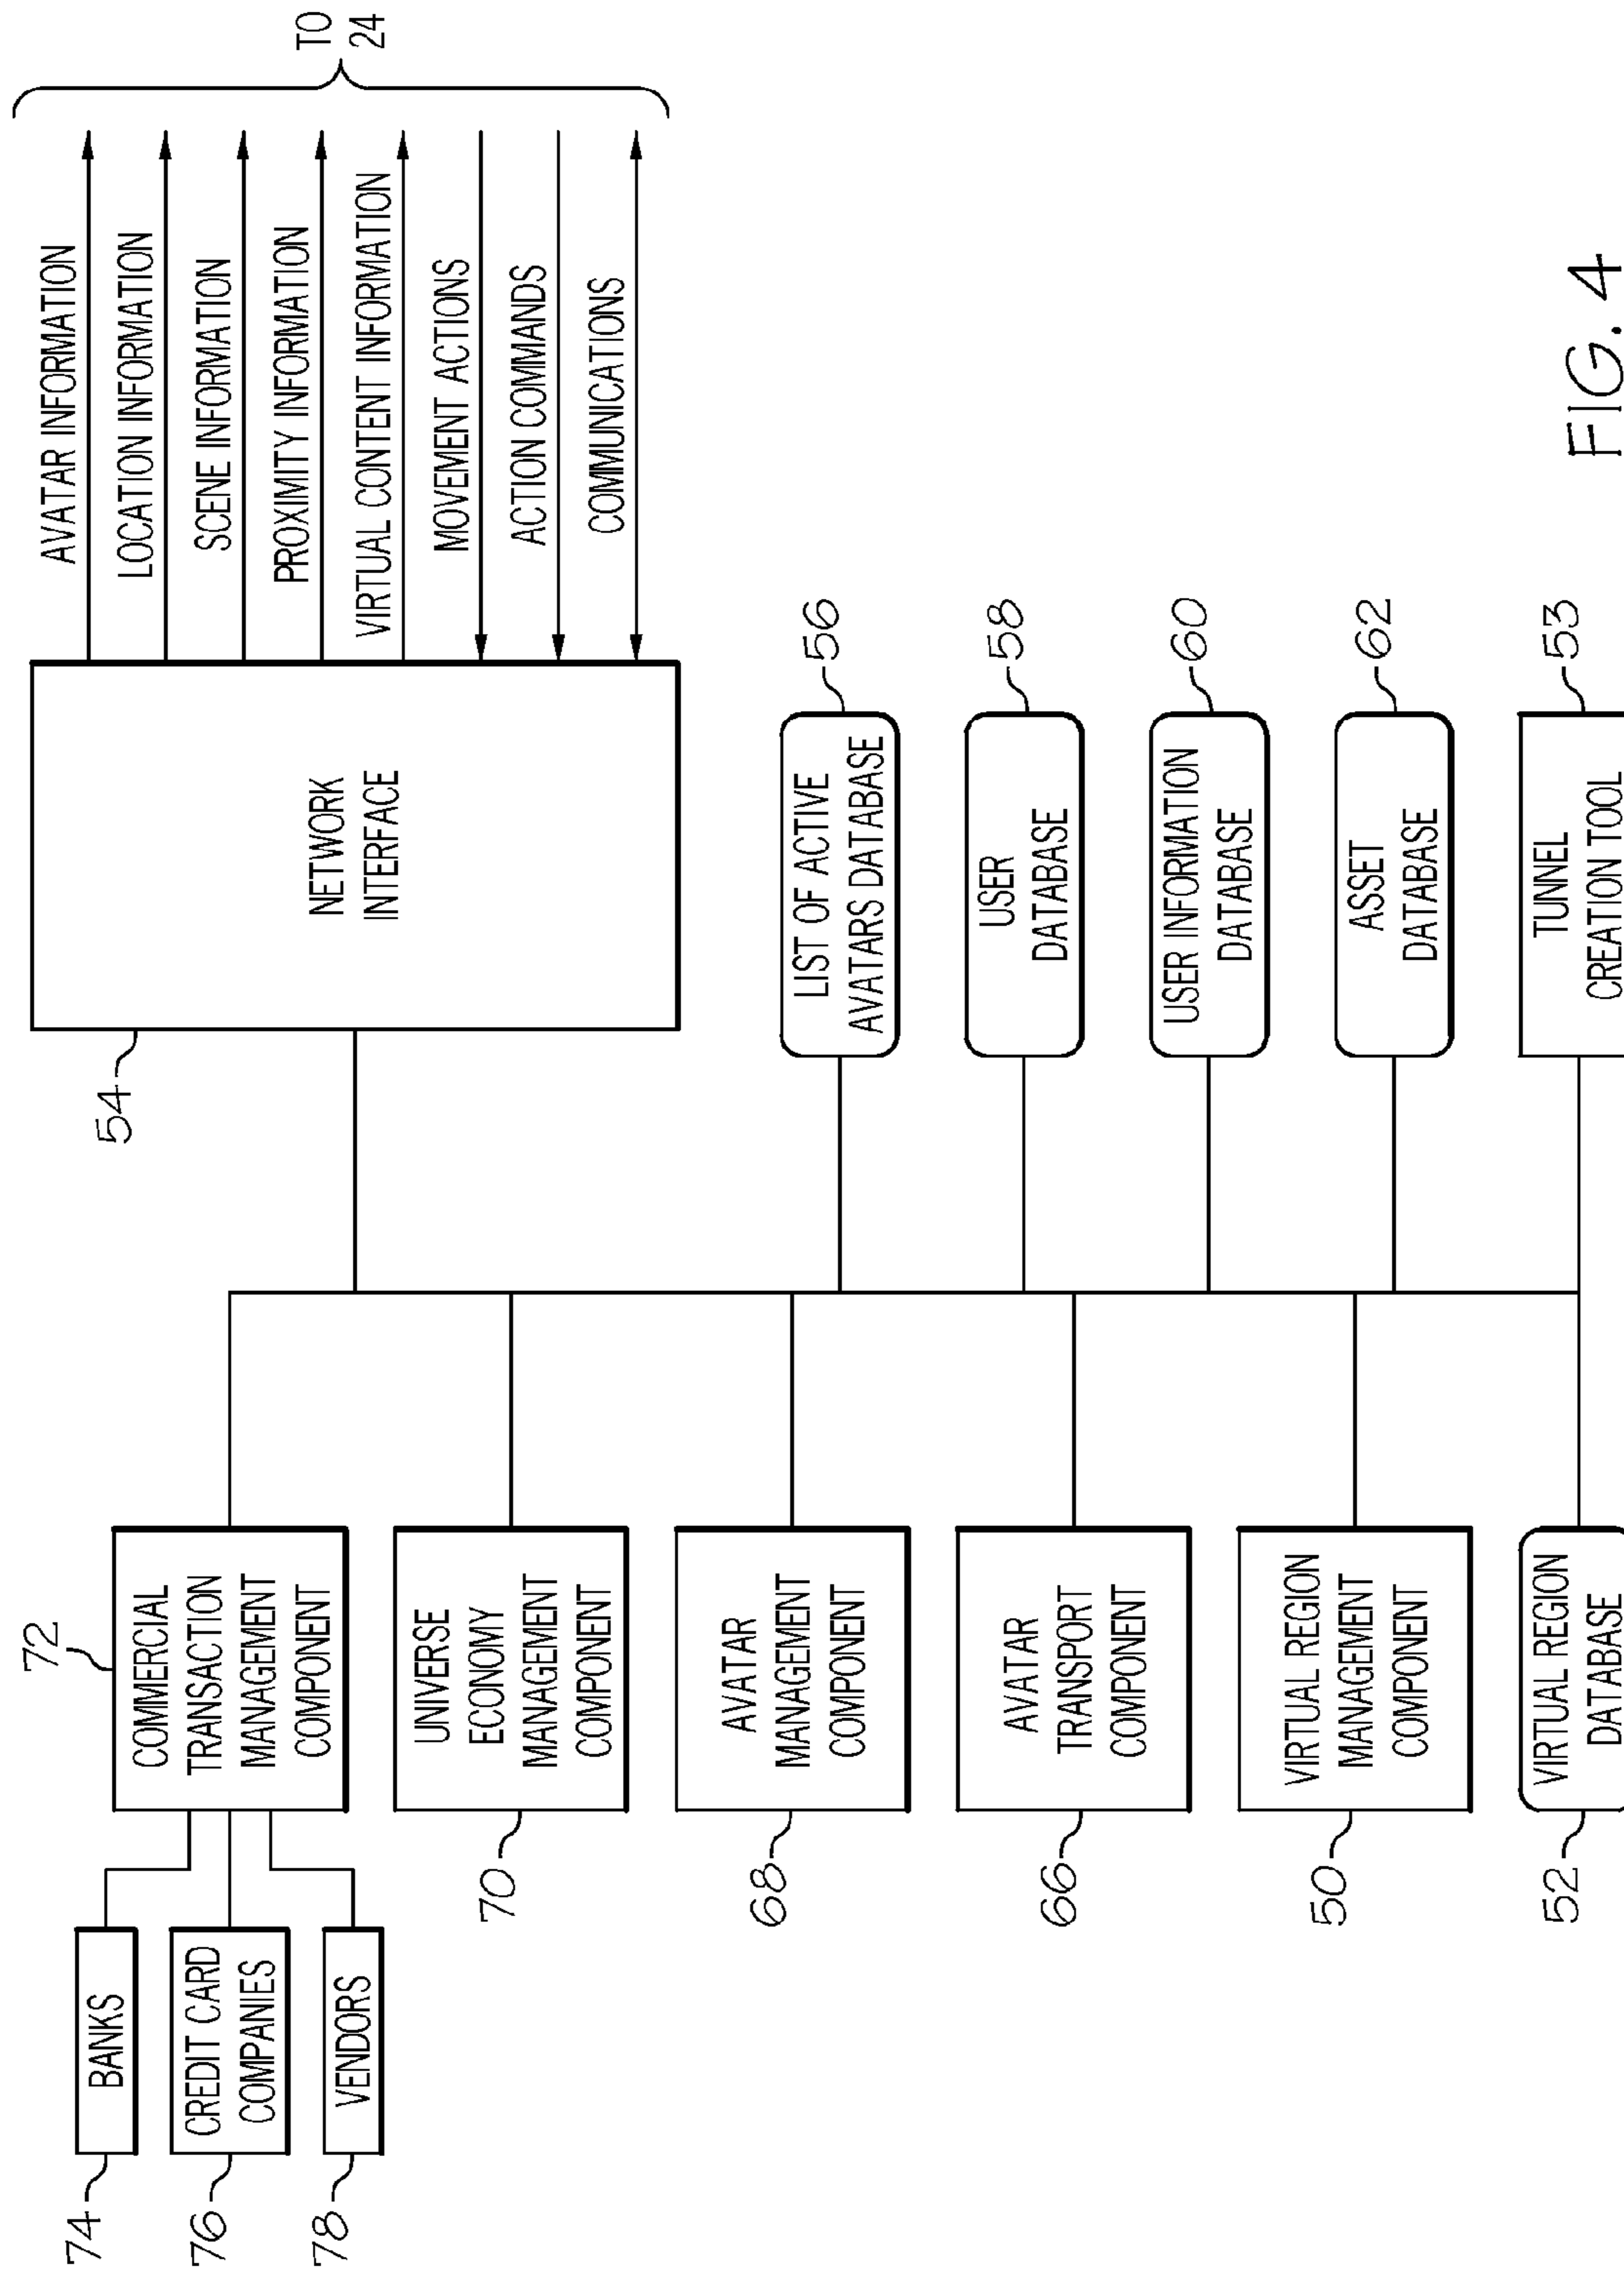 74
BANKS
76
CREDIT CARD
COMPANIES
78
VENDORS
72
COMMERCIAL
TRANSACTION
MANAGEMENT
COMPONENT
70
UNIVERSE
ECONOMY
MANAGEMENT
COMPONENT
68
AVATAR
MANAGEMENT
COMPONENT
66
AVATAR
TRANSPORT
COMPONENT
50
VIRTUAL REGION
MANAGEMENT
COMPONENT
52
VIRTUAL REGION
DATABASE
54
NETWORK
INTERFACE
AVATAR INFORMATION
LOCATION INFORMATION
SCENE INFORMATION
PROXIMITY INFORMATION
VIRTUAL CONTENT INFORMATION
MOVEMENT ACTIONS
ACTION COMMANDS
COMMUNICATIONS
TO
24
LIST OF ACTIVE
AVATARS DATABASE
56
USER
DATABASE
58
USER INFORMATION
DATABASE
60
ASSET
DATABASE
62
TUNNEL
CREATION TOOL
53
FIG. 4